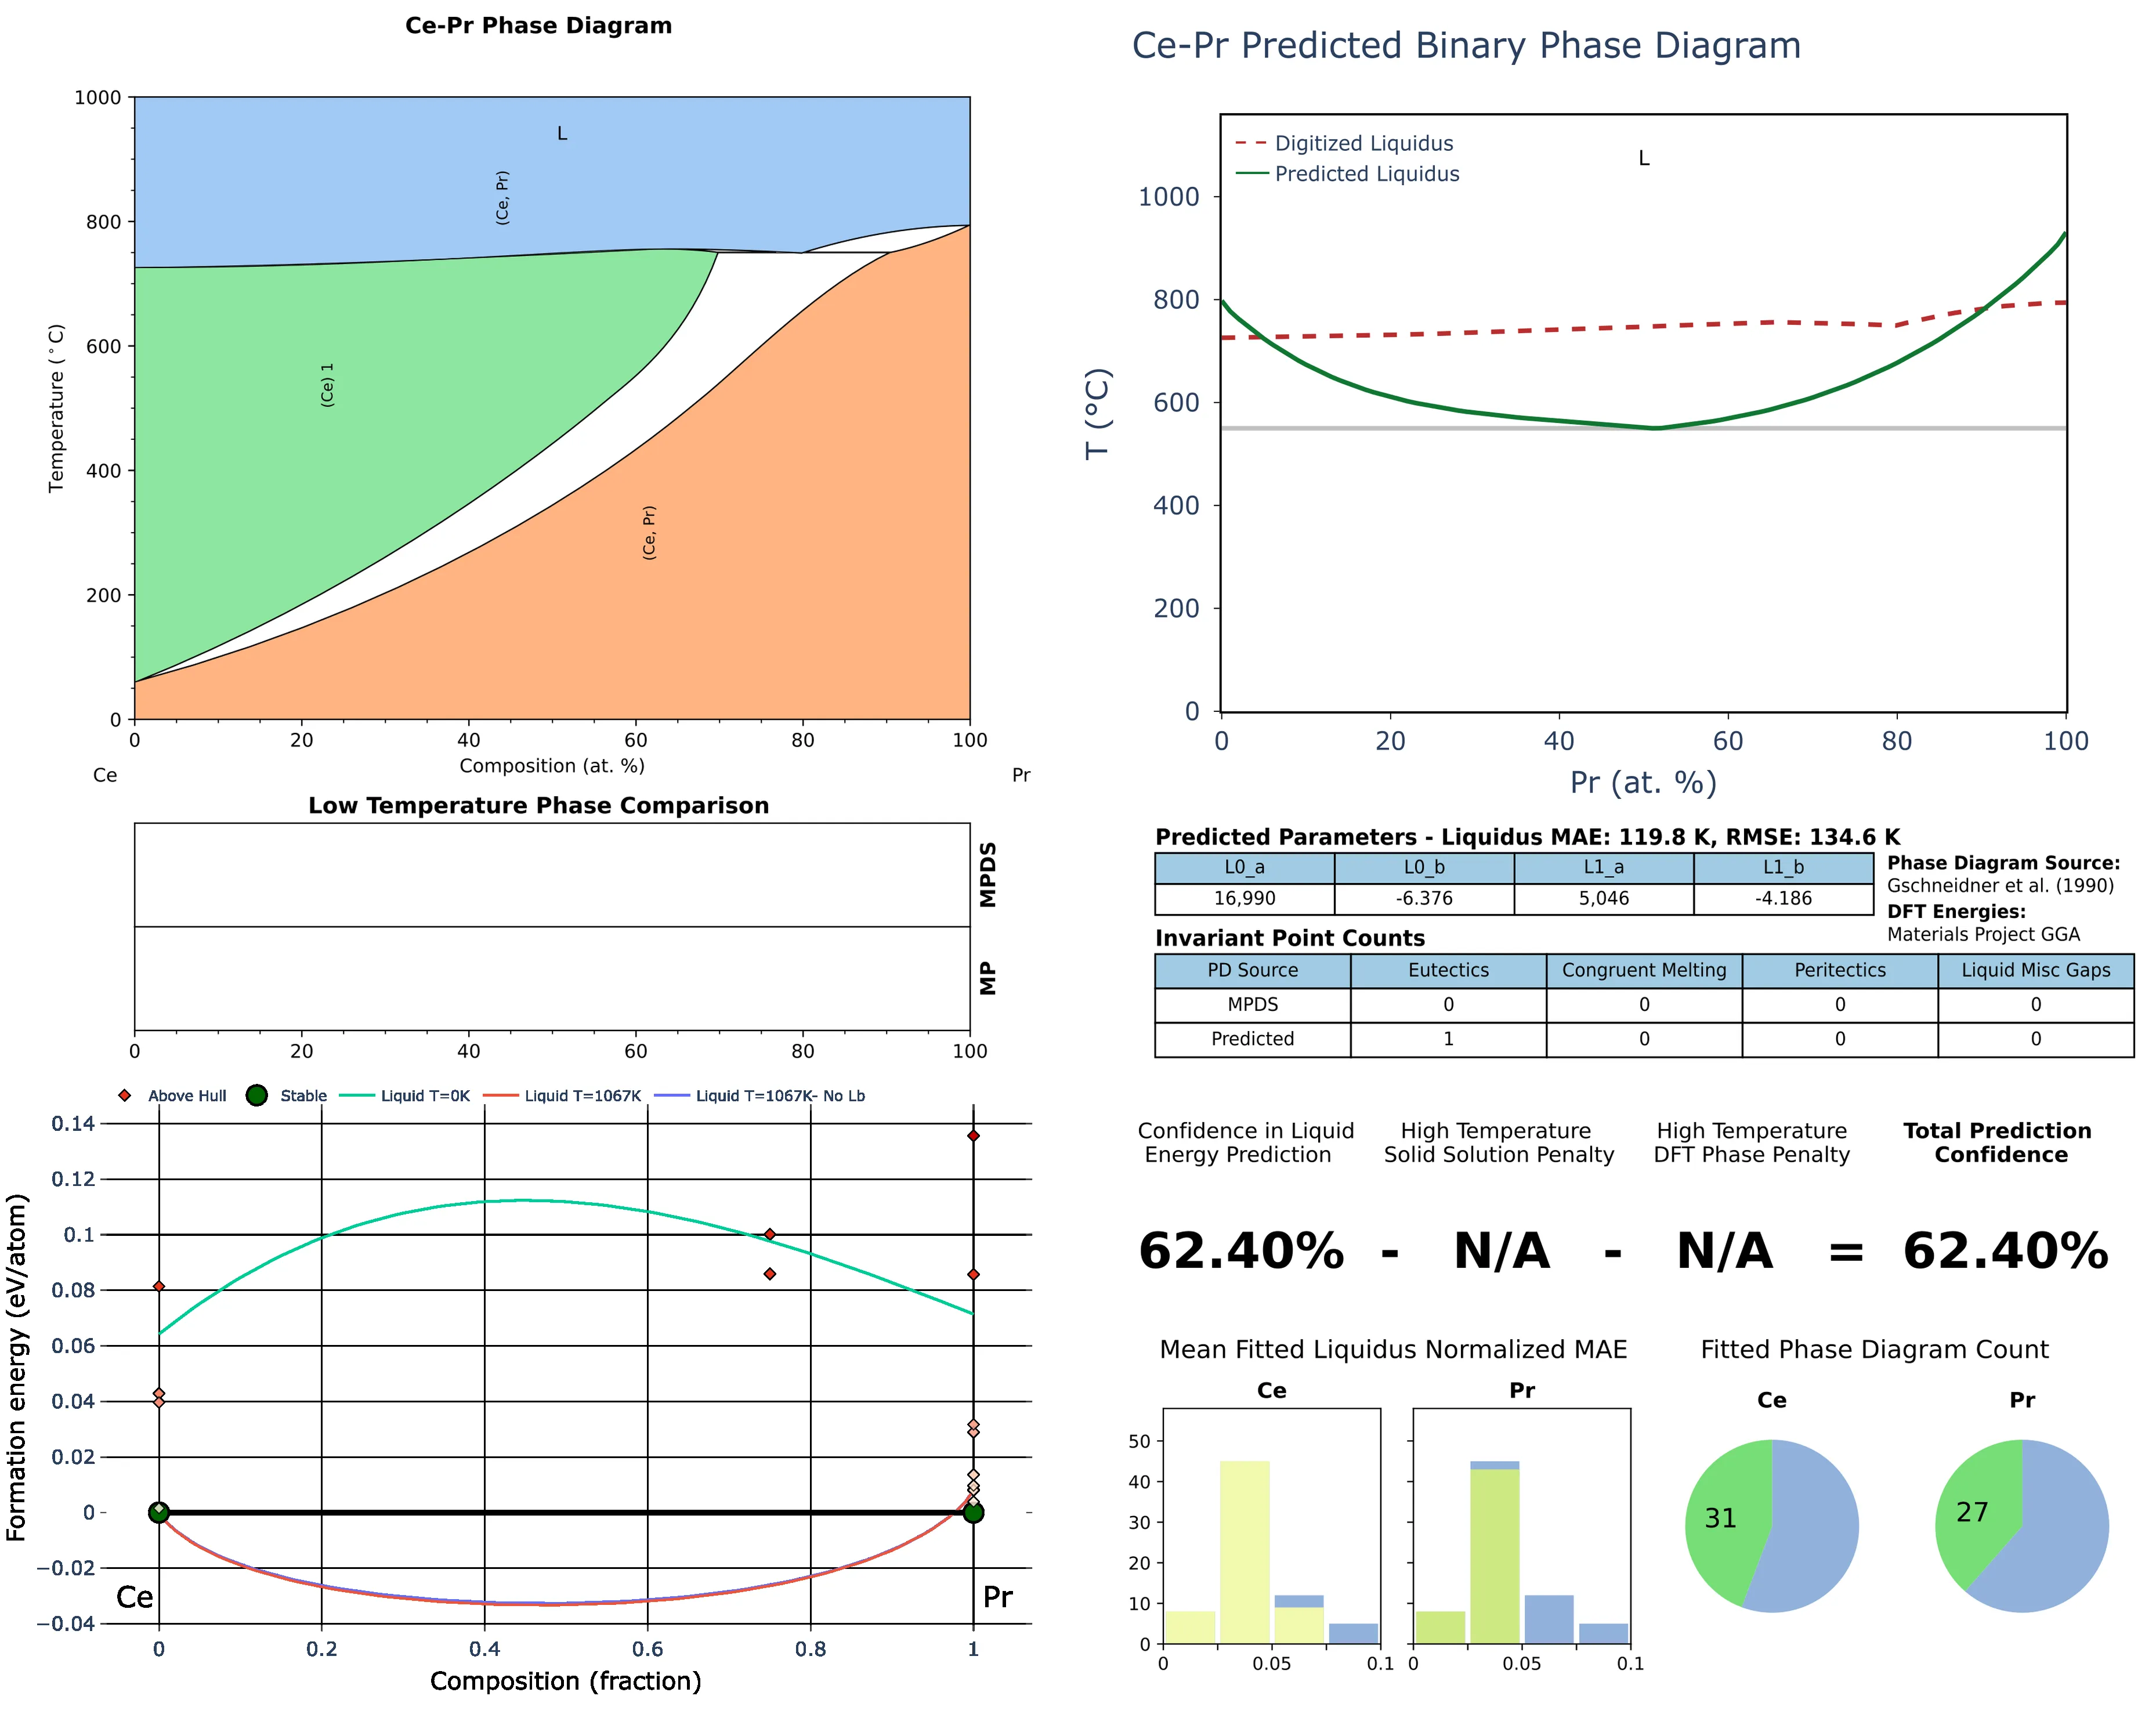 Ce-Pr Phase Diagram
1000
800
600
400
200
0
Temperature (°C)
L
(Ce, Pr)
(Ce) 1
(Ce, Pr)
0 20 40 60 80 100
Composition (at. %)
Ce Pr
Low Temperature Phase Comparison
MPDS
MP
0 20 40 60 80 100
Above Hull Stable Liquid T=0K Liquid T=1067K Liquid T=1067K- No Lb
0.14
0.12
0.1
0.08
0.06
0.04
0.02
0
−0.02
−0.04
Formation energy (eV/atom)
Ce Pr
0 0.2 0.4 0.6 0.8 1
Composition (fraction)
Ce-Pr Predicted Binary Phase Diagram
Digitized Liquidus
Predicted Liquidus
L
1000
800
600
400
200
0
T (°C)
0 20 40 60 80 100
Pr (at. %)
Predicted Parameters - Liquidus MAE: 119.8 K, RMSE: 134.6 K
L0_a L0_b L1_a L1_b
16,990 -6.376 5,046 -4.186
Phase Diagram Source:
Gschneidner et al. (1990)
DFT Energies:
Materials Project GGA
Invariant Point Counts
PD Source Eutectics Congruent Melting Peritectics Liquid Misc Gaps
MPDS 0 0 0 0
Predicted 1 0 0 0
Confidence in Liquid High Temperature High Temperature Total Prediction
Energy Prediction Solid Solution Penalty DFT Phase Penalty Confidence
62.40% - N/A - N/A = 62.40%
Mean Fitted Liquidus Normalized MAE
Ce Pr
50
40
30
20
10
0
0 0.05 0.1 0 0.05 0.1
Fitted Phase Diagram Count
Ce Pr
31 27